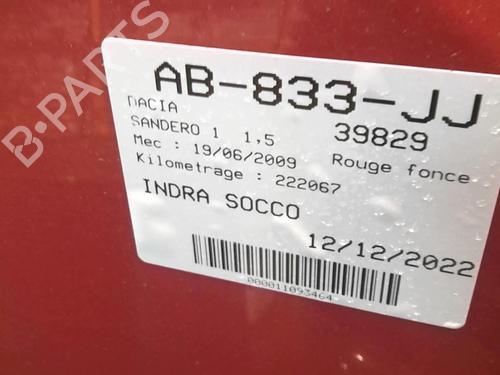 AB-833-JJ
DACIA
SANDERO 1 1,5 39829
Mec : 19/06/2009 Rouge fonce
Kilometrage : 222067
INDRA SOCCO
12/12/2022
000011093464
B-PARTS